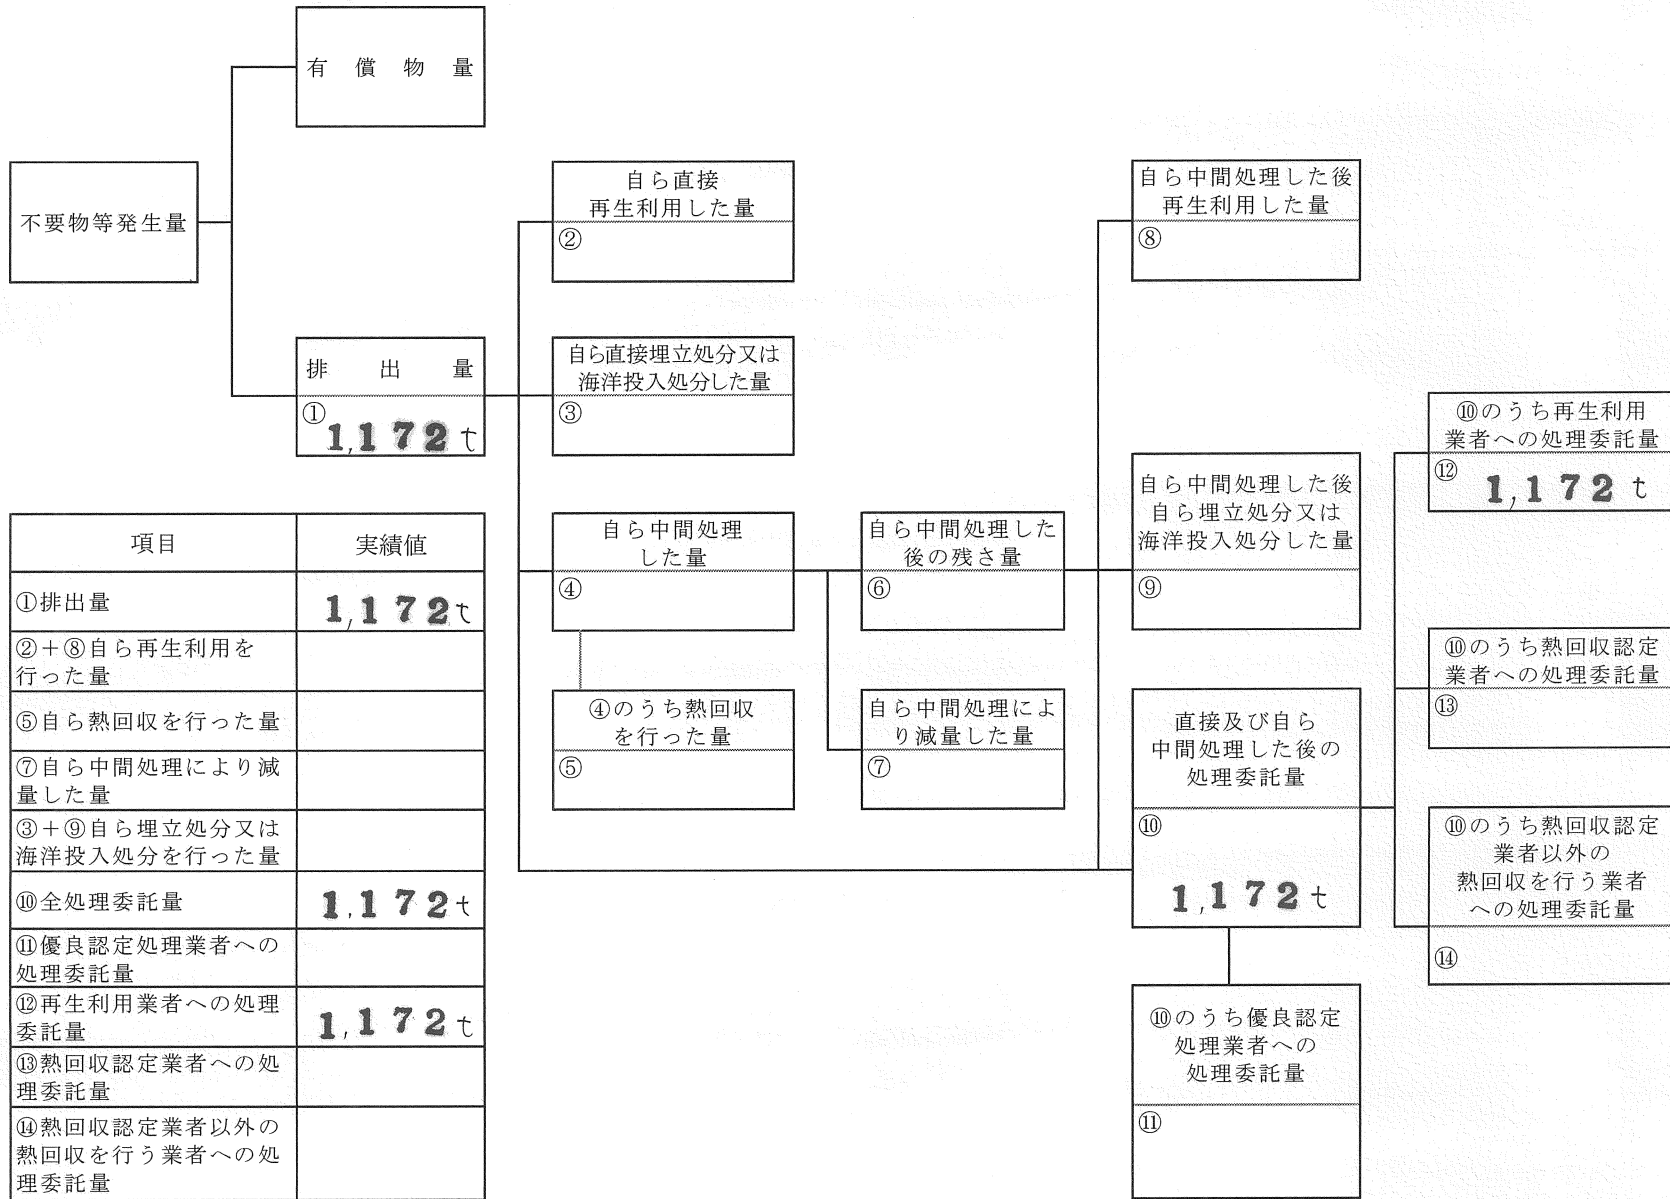 有償物量
不要物等発生量
排出量
①
1,172t
自ら直接
再生利用した量
②
自ら直接埋立処分又は
海洋投入処分した量
③
自ら中間処理
した量
④
④のうち熱回収
を行った量
⑤
自ら中間処理した
後の残さ量
⑥
自ら中間処理によ
り減量した量
⑦
自ら中間処理した後
再生利用した量
⑧
自ら中間処理した後
自ら埋立処分又は
海洋投入処分した量
⑨
直接及び自ら
中間処理した後の
処理委託量
⑩
1,172t
⑩のうち優良認定
処理業者への
処理委託量
⑪
⑩のうち再生利用
業者への処理委託量
⑫
1,172t
⑩のうち熱回収認定
業者への処理委託量
⑬
⑩のうち熱回収認定
業者以外の
熱回収を行う業者
への処理委託量
⑭
項目 実績値
①排出量 1,172t
②+⑧自ら再生利用を
行った量
⑤自ら熱回収を行った量
⑦自ら中間処理により減
量した量
③+⑨自ら埋立処分又は
海洋投入処分を行った量
⑩全処理委託量 1,172t
⑪優良認定処理業者への
処理委託量
⑫再生利用業者への処理
委託量 1,172t
⑬熱回収認定業者への処
理委託量
⑭熱回収認定業者以外の
熱回収を行う業者への処
理委託量